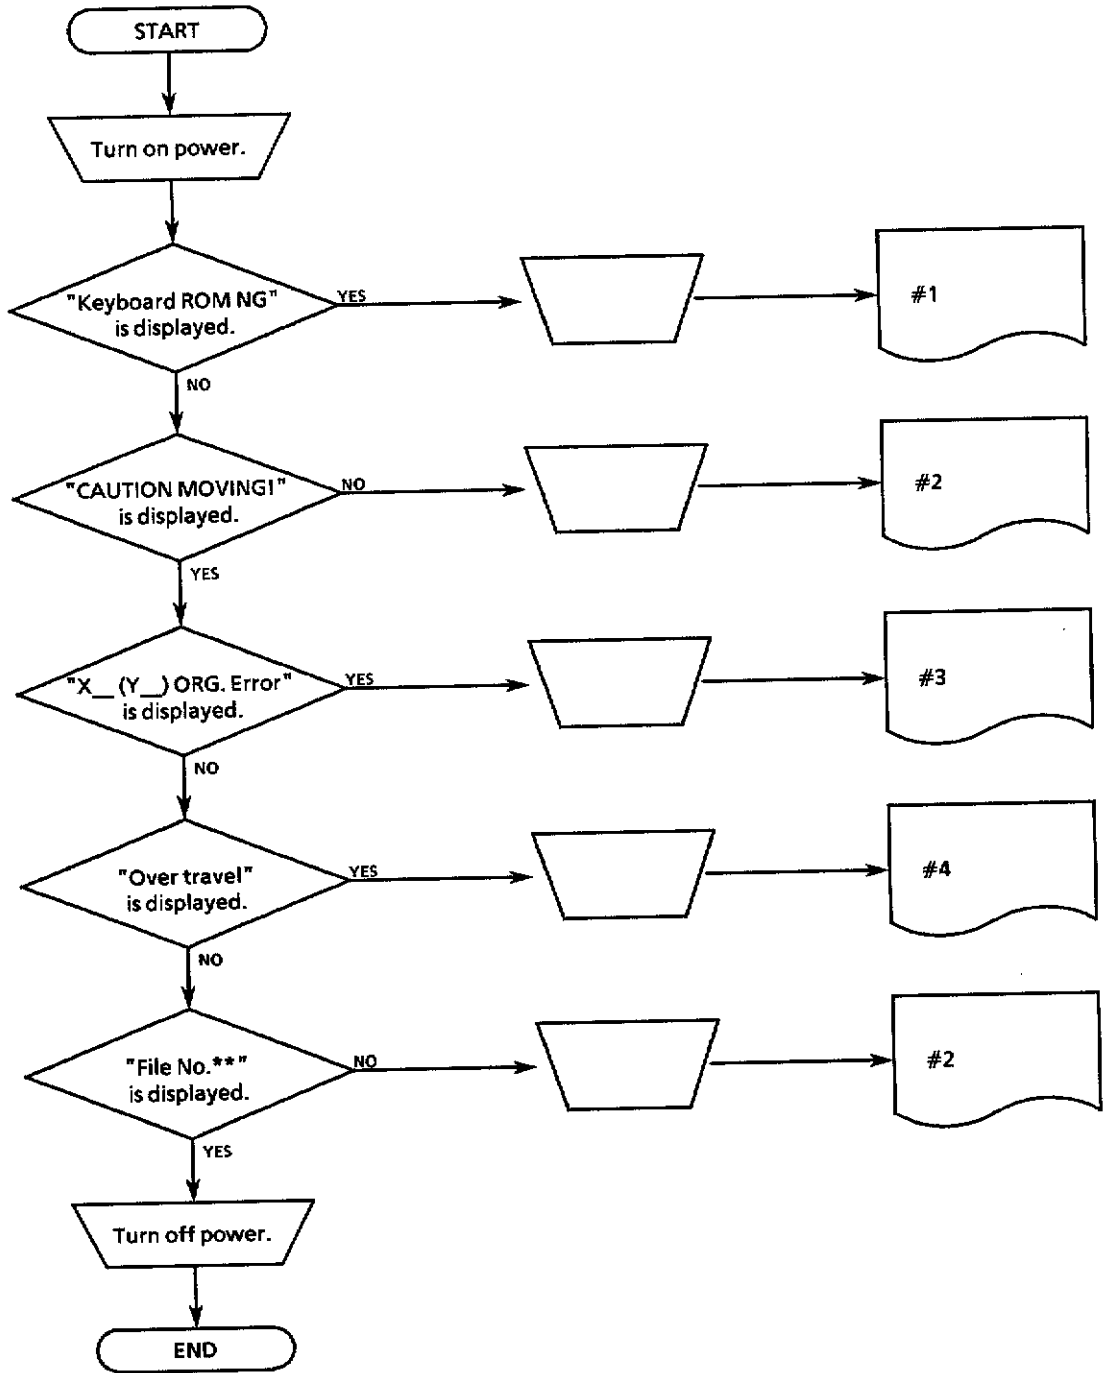 START
Turn on power.
"Keyboard ROM NG"
is displayed.
YES
#1
NO
"CAUTION MOVING!"
is displayed.
NO
#2
YES
"X__ (Y__) ORG. Error"
is displayed.
YES
#3
NO
"Over travel"
is displayed.
YES
#4
NO
"File No.**"
is displayed.
NO
#2
YES
Turn off power.
END